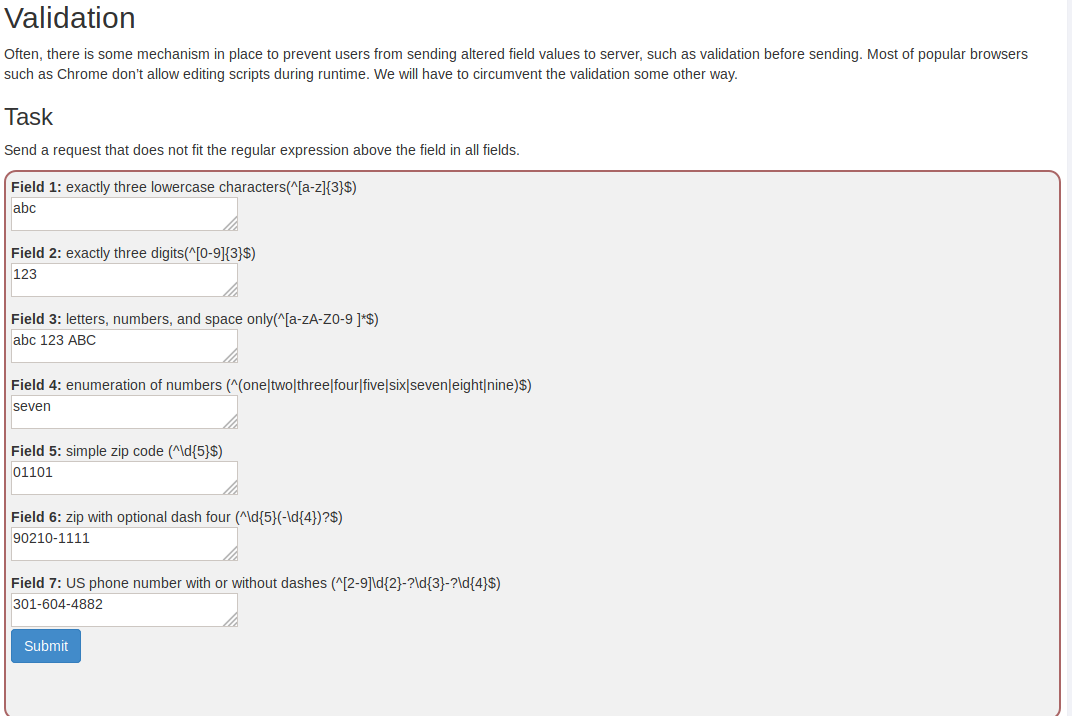 Validation
Often, there is some mechanism in place to prevent users from sending altered field values to server, such as validation before sending. Most of popular browsers
such as Chrome don’t allow editing scripts during runtime. We will have to circumvent the validation some other way.
Task
Send a request that does not fit the regular expression above the field in all fields.
Field 1: exactly three lowercase characters(^[a-z]{3}$)
abc
Field 2: exactly three digits(^[0-9]{3}$)
123
Field 3: letters, numbers, and space only(^[a-zA-Z0-9 ]*$)
abc 123 ABC
Field 4: enumeration of numbers (^(one|two|three|four|five|six|seven|eight|nine)$)
seven
Field 5: simple zip code (^\d{5}$)
01101
Field 6: zip with optional dash four (^\d{5}(-\d{4})?$)
90210-1111
Field 7: US phone number with or without dashes (^[2-9]\d{2}-?\d{3}-?\d{4}$)
301-604-4882
Submit